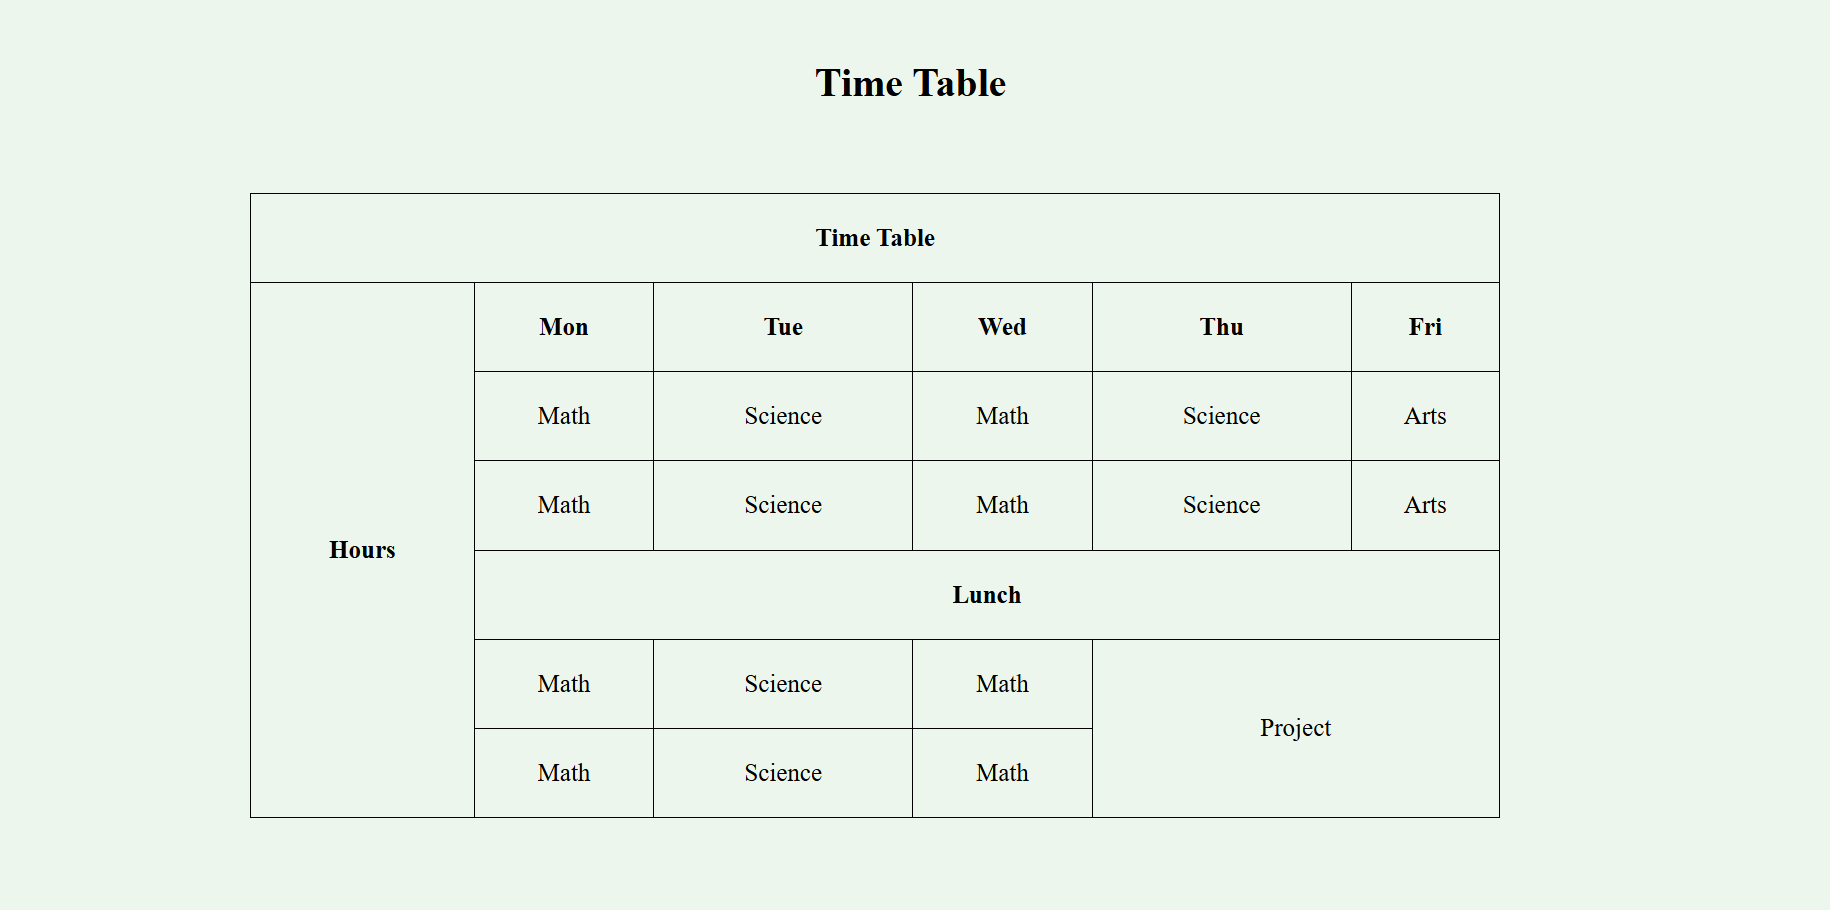 Time Table
Time Table
Hours Mon Tue Wed Thu Fri
Math Science Math Science Arts
Math Science Math Science Arts
Lunch
Math Science Math Project
Math Science Math